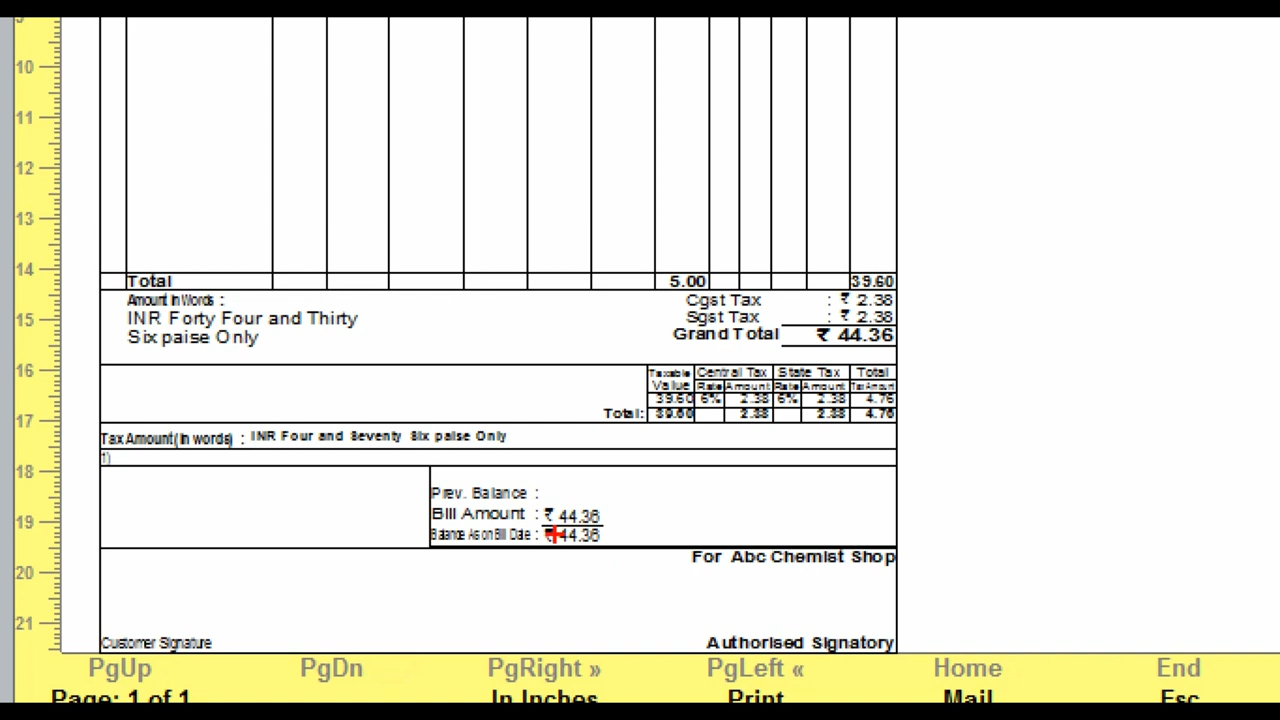 9
10
11
12
13
14
15
16
17
18
19
20
21
Total 5.00 39.60
Amount In Words :
INR Forty Four and Thirty
Six paise Only
Cgst Tax : ₹ 2.38
Sgst Tax : ₹ 2.38
Grand Total ₹ 44.36
Taxable Central Tax State Tax Total
Value Rate Amount Rate Amount Tax Amount
39.60 6% 2.38 6% 2.38 4.76
Total: 39.60 2.38 2.38 4.76
Tax Amount(In words) : INR Four and Seventy Six paise Only
1)
Prev. Balance :
Bill Amount : ₹ 44.36
Balance As on Bill Date : ₹ 44.36
For Abc Chemist Shop
Customer Signature Authorised Signatory
PgUp PgDn PgRight » PgLeft « Home End
Page: 1 of 1 In Inches Print Mail Esc